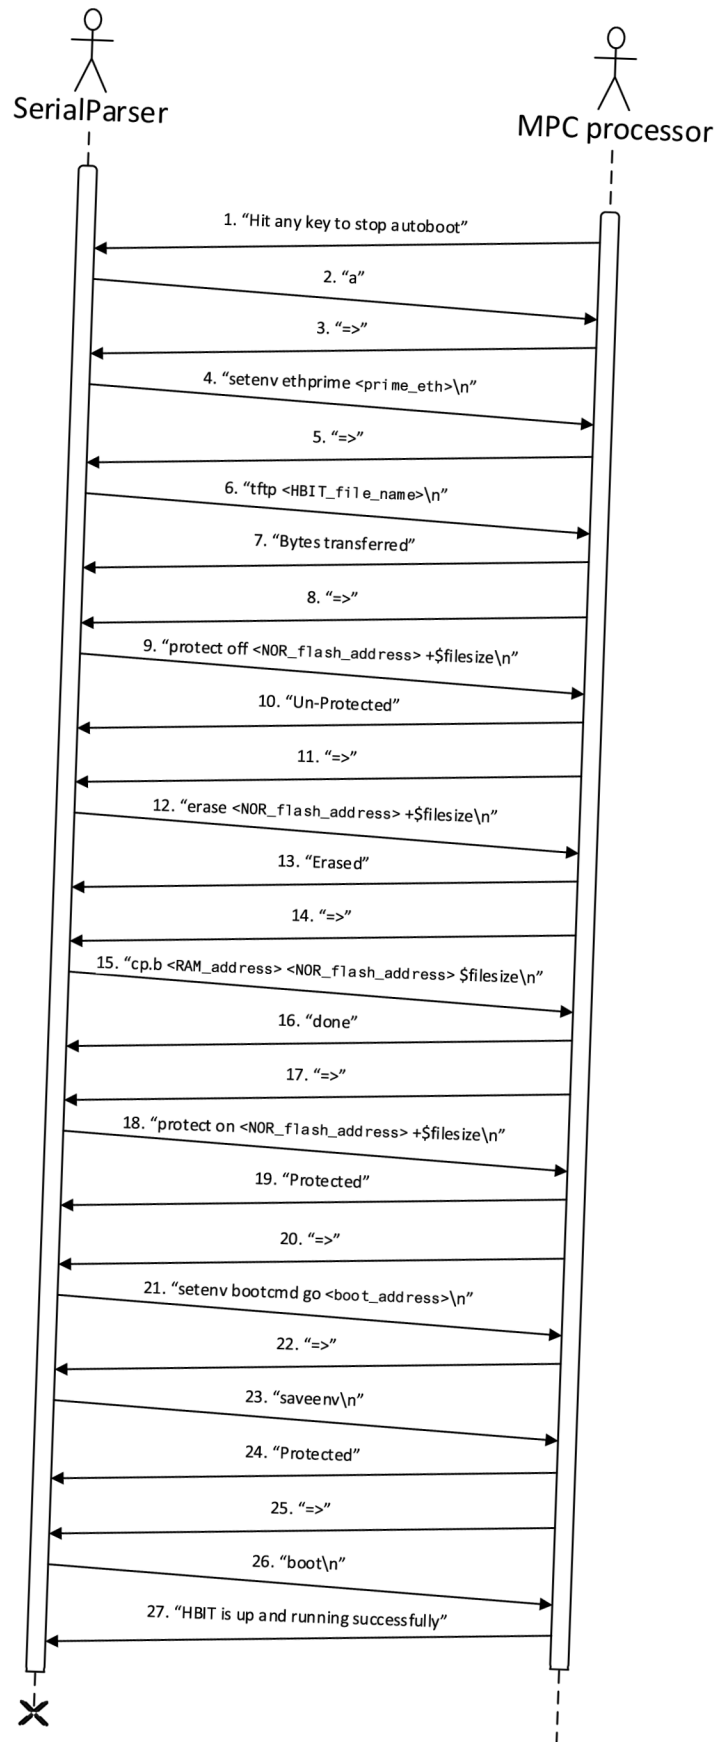 SerialParser
MPC processor
1. “Hit any key to stop autoboot”
2. “a”
3. “=>”
4. “setenv ethprime <prime_eth>\n”
5. “=>”
6. “tftp <HBIT_file_name>\n”
7. “Bytes transferred”
8. “=>”
9. “protect off <NOR_flash_address> +$filesize\n”
10. “Un-Protected”
11. “=>”
12. “erase <NOR_flash_address> +$filesize\n”
13. “Erased”
14. “=>”
15. “cp.b <RAM_address> <NOR_flash_address> $filesize\n”
16. “done”
17. “=>”
18. “protect on <NOR_flash_address> +$filesize\n”
19. “Protected”
20. “=>”
21. “setenv bootcmd go <boot_address>\n”
22. “=>”
23. “saveenv\n”
24. “Protected”
25. “=>”
26. “boot\n”
27. “HBIT is up and running successfully”